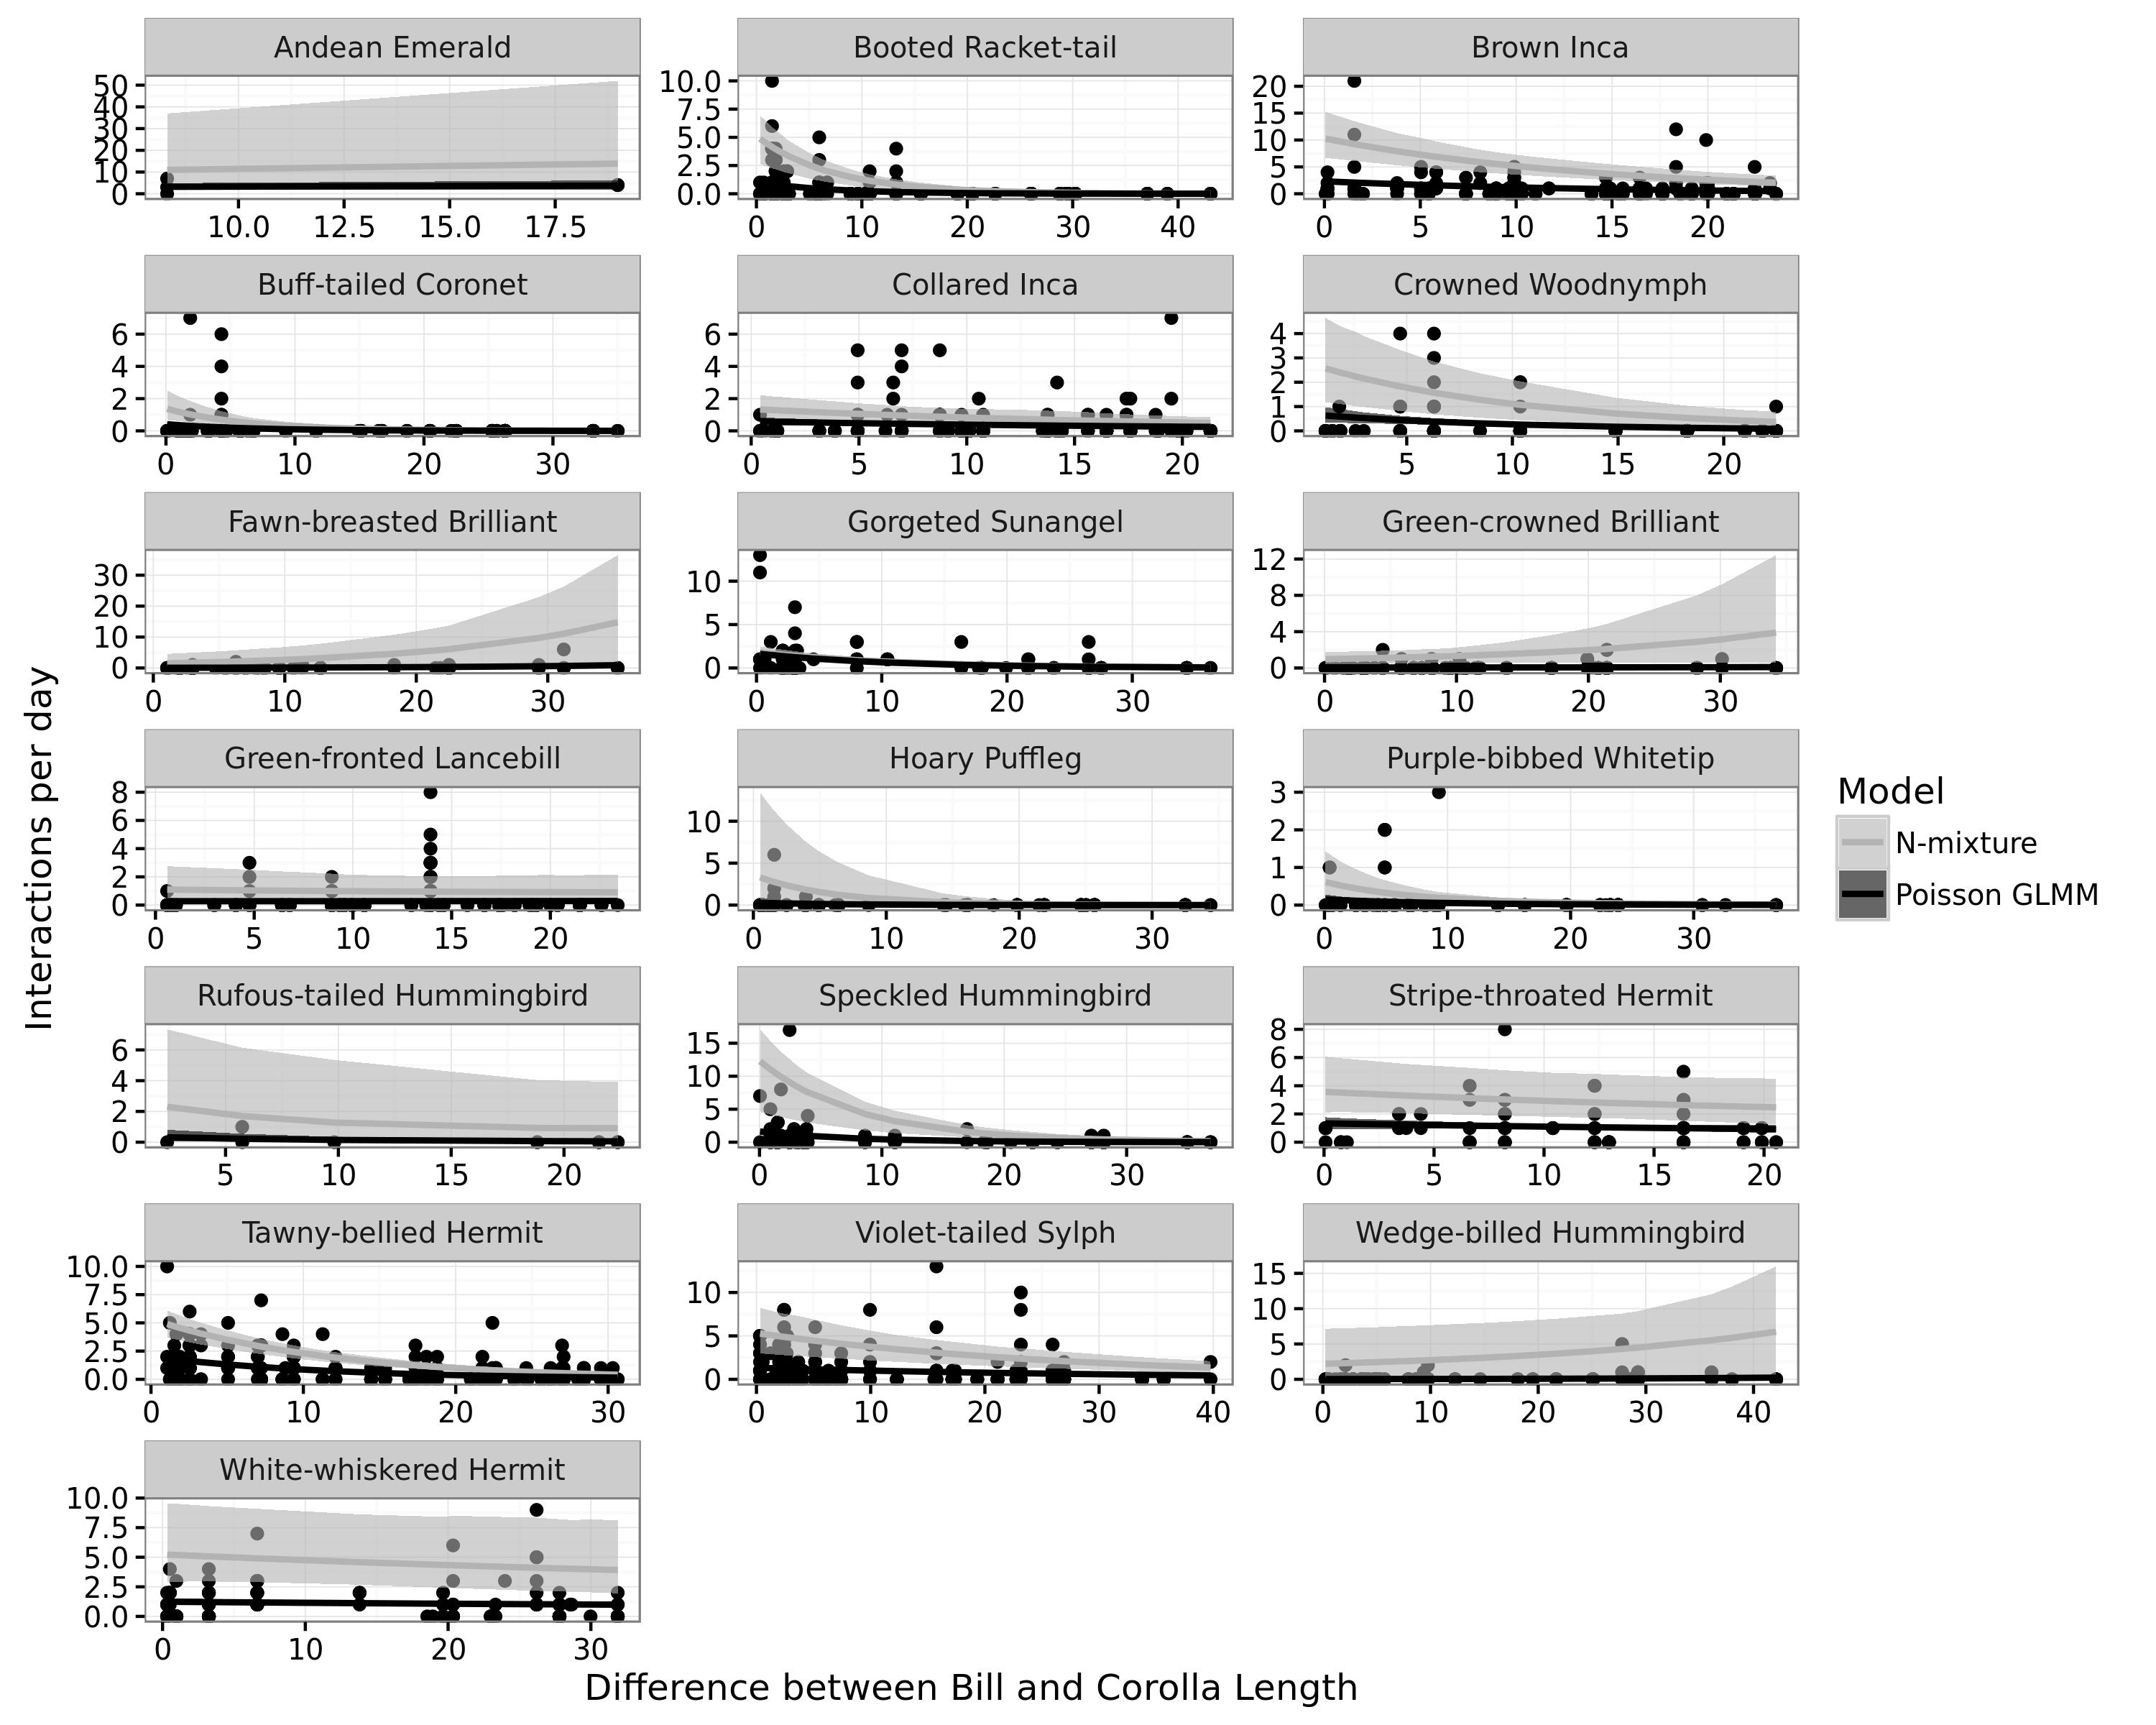 Andean Emerald
Booted Racket-tail
Brown Inca
50
40
30
20
10
0
10.0
7.5
5.0
2.5
0.0
20
15
10
5
0
10.0 12.5 15.0 17.5
0 10 20 30 40
0 5 10 15 20
Buff-tailed Coronet
Collared Inca
Crowned Woodnymph
6
4
2
0
6
4
2
0
4
3
2
1
0
0 10 20 30
0 5 10 15 20
5 10 15 20
Fawn-breasted Brilliant
Gorgeted Sunangel
Green-crowned Brilliant
30
20
10
0
10
5
0
12
8
4
0
0 10 20 30
0 10 20 30
0 10 20 30
Green-fronted Lancebill
Hoary Puffleg
Purple-bibbed Whitetip
8
6
4
2
0
10
5
0
3
2
1
0
0 5 10 15 20
0 10 20 30
0 10 20 30
Rufous-tailed Hummingbird
Speckled Hummingbird
Stripe-throated Hermit
6
4
2
0
15
10
5
0
8
6
4
2
0
5 10 15 20
0 10 20 30
0 5 10 15 20
Tawny-bellied Hermit
Violet-tailed Sylph
Wedge-billed Hummingbird
10.0
7.5
5.0
2.5
0.0
10
5
0
15
10
5
0
0 10 20 30
0 10 20 30 40
0 10 20 30 40
White-whiskered Hermit
10.0
7.5
5.0
2.5
0.0
0 10 20 30
Interactions per day
Difference between Bill and Corolla Length
Model
N-mixture
Poisson GLMM